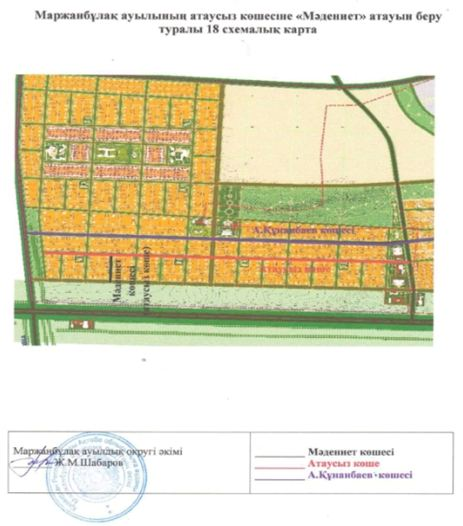 Маржанбұлақ ауылының атаусыз көшесіне «Мәдениет» атауын беру
туралы 18 схемалық карта
А.Құнанбаев көшесі
Атаусыз көше
Мәдениет
көшесі
атаусыз көше)
Маржанбұлақ ауылдық округі әкімі
Ж.М.Шабаров
Мәдениет көшесі
Атаусыз көше
А.Құнанбаев көшесі